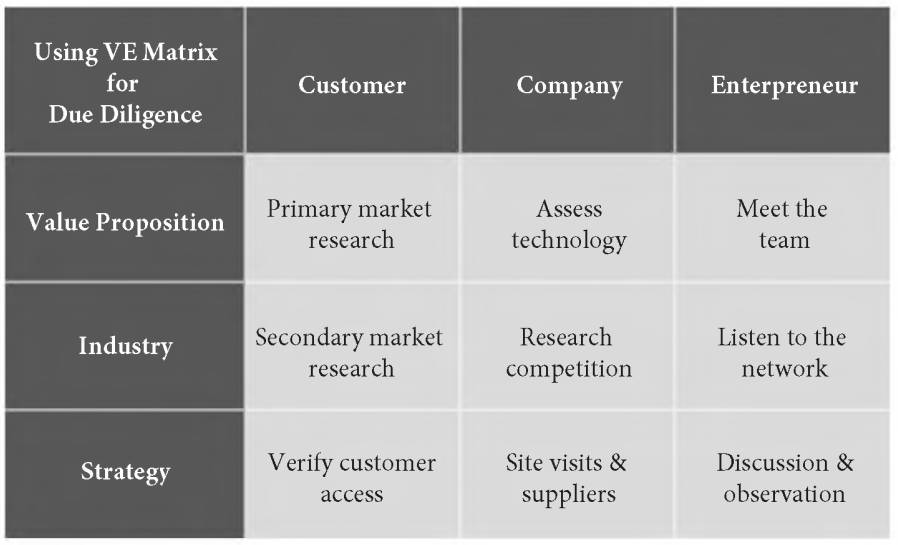 Using VE Matrix
for
Due Diligence
Customer
Company
Enterpreneur
Value Proposition
Primary market
research
Assess
technology
Meet the
team
Industry
Secondary market
research
Research
competition
Listen to the
network
Strategy
Verify customer
access
Site visits &
suppliers
Discussion &
observation